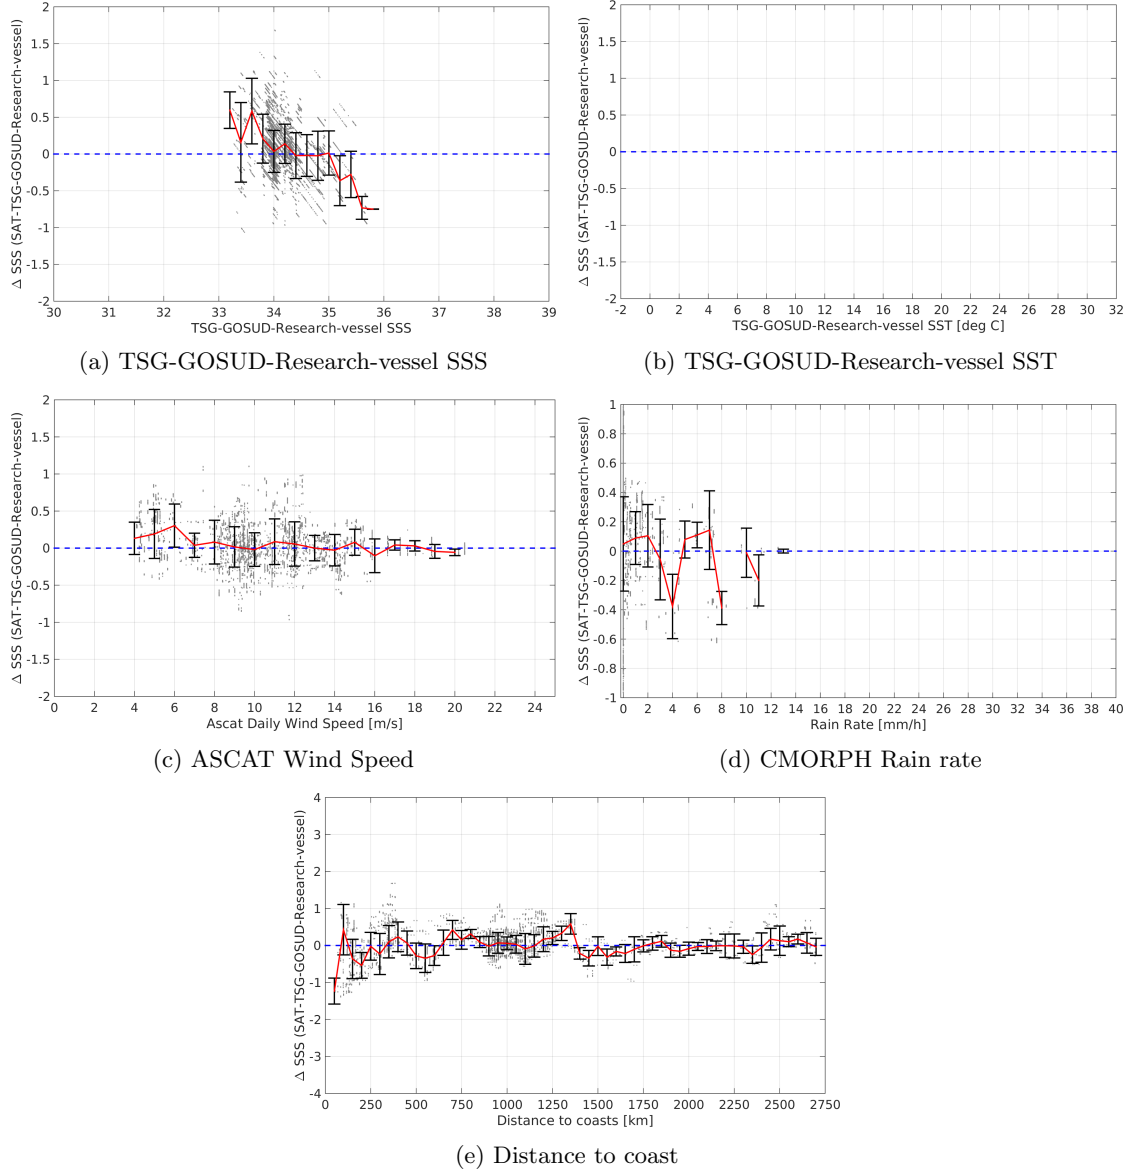 2
1.5
1
0.5
0
-0.5
-1
-1.5
-2
Δ SSS (SAT-TSG-GOSUD-Research-vessel)
30 31 32 33 34 35 36 37 38 39
TSG-GOSUD-Research-vessel SSS
(a) TSG-GOSUD-Research-vessel SSS
2
1.5
1
0.5
0
-0.5
-1
-1.5
-2
Δ SSS (SAT-TSG-GOSUD-Research-vessel)
-2 0 2 4 6 8 10 12 14 16 18 20 22 24 26 28 30 32
TSG-GOSUD-Research-vessel SST [deg C]
(b) TSG-GOSUD-Research-vessel SST
2
1.5
1
0.5
0
-0.5
-1
-1.5
-2
Δ SSS (SAT-TSG-GOSUD-Research-vessel)
0 2 4 6 8 10 12 14 16 18 20 22 24
Ascat Daily Wind Speed [m/s]
(c) ASCAT Wind Speed
1
0.8
0.6
0.4
0.2
0
-0.2
-0.4
-0.6
-0.8
-1
Δ SSS (SAT-TSG-GOSUD-Research-vessel)
0 2 4 6 8 10 12 14 16 18 20 22 24 26 28 30 32 34 36 38 40
Rain Rate [mm/h]
(d) CMORPH Rain rate
4
3
2
1
0
-1
-2
-3
-4
Δ SSS (SAT-TSG-GOSUD-Research-vessel)
0 250 500 750 1000 1250 1500 1750 2000 2250 2500 2750
Distance to coasts [km]
(e) Distance to coast